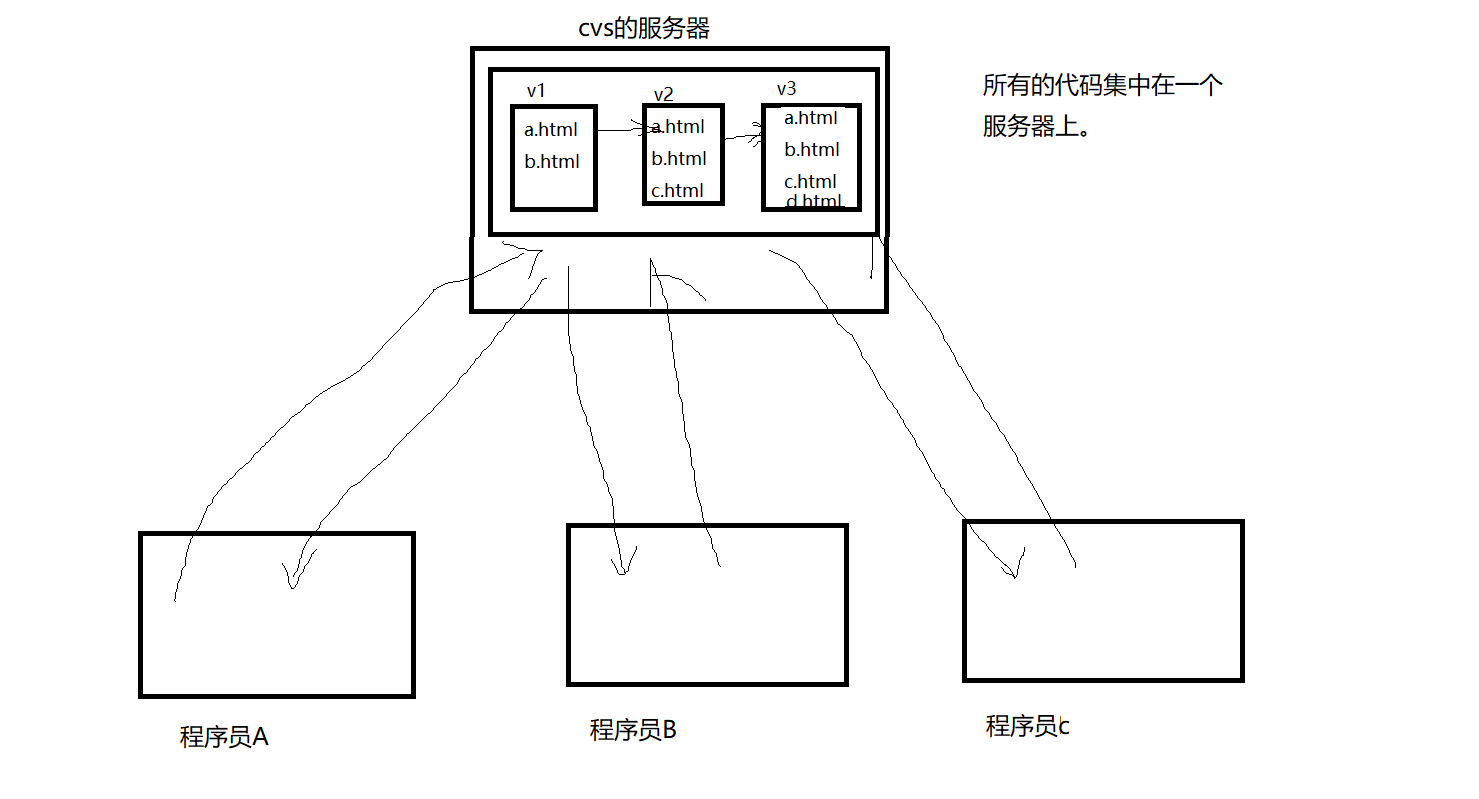 cvs的服务器
所有的代码集中在一个
服务器上。
v1
v2
v3
a.html
b.html
a.html
b.html
c.html
a.html
b.html
c.html
d.html
程序员A
程序员B
程序员c